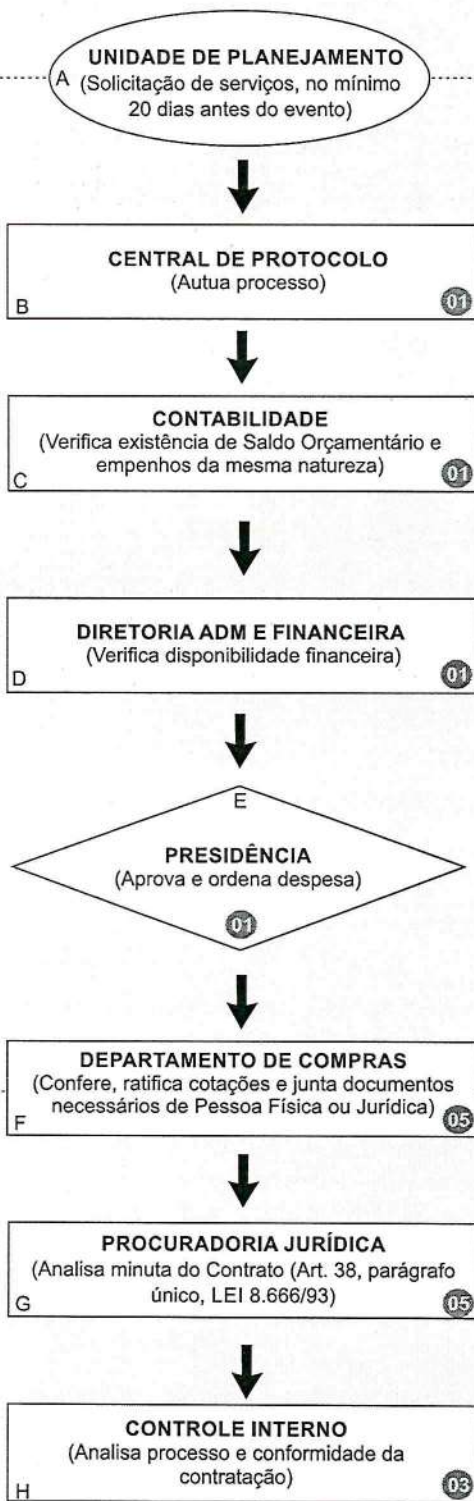 UNIDADE DE PLANEJAMENTO
A (Solicitação de serviços, no mínimo
20 dias antes do evento)
CENTRAL DE PROTOCOLO
(Autua processo)
B 01
CONTABILIDADE
(Verifica existência de Saldo Orçamentário e
empenhos da mesma natureza)
C 01
DIRETORIA ADM E FINANCEIRA
(Verifica disponibilidade financeira)
D 01
E
PRESIDÊNCIA
(Aprova e ordena despesa)
01
DEPARTAMENTO DE COMPRAS
(Confere, ratifica cotações e junta documentos
necessários de Pessoa Física ou Jurídica)
F 05
PROCURADORIA JURÍDICA
(Analisa minuta do Contrato (Art. 38, parágrafo
único, LEI 8.666/93)
G 05
CONTROLE INTERNO
(Analisa processo e conformidade da
contratação)
H 03